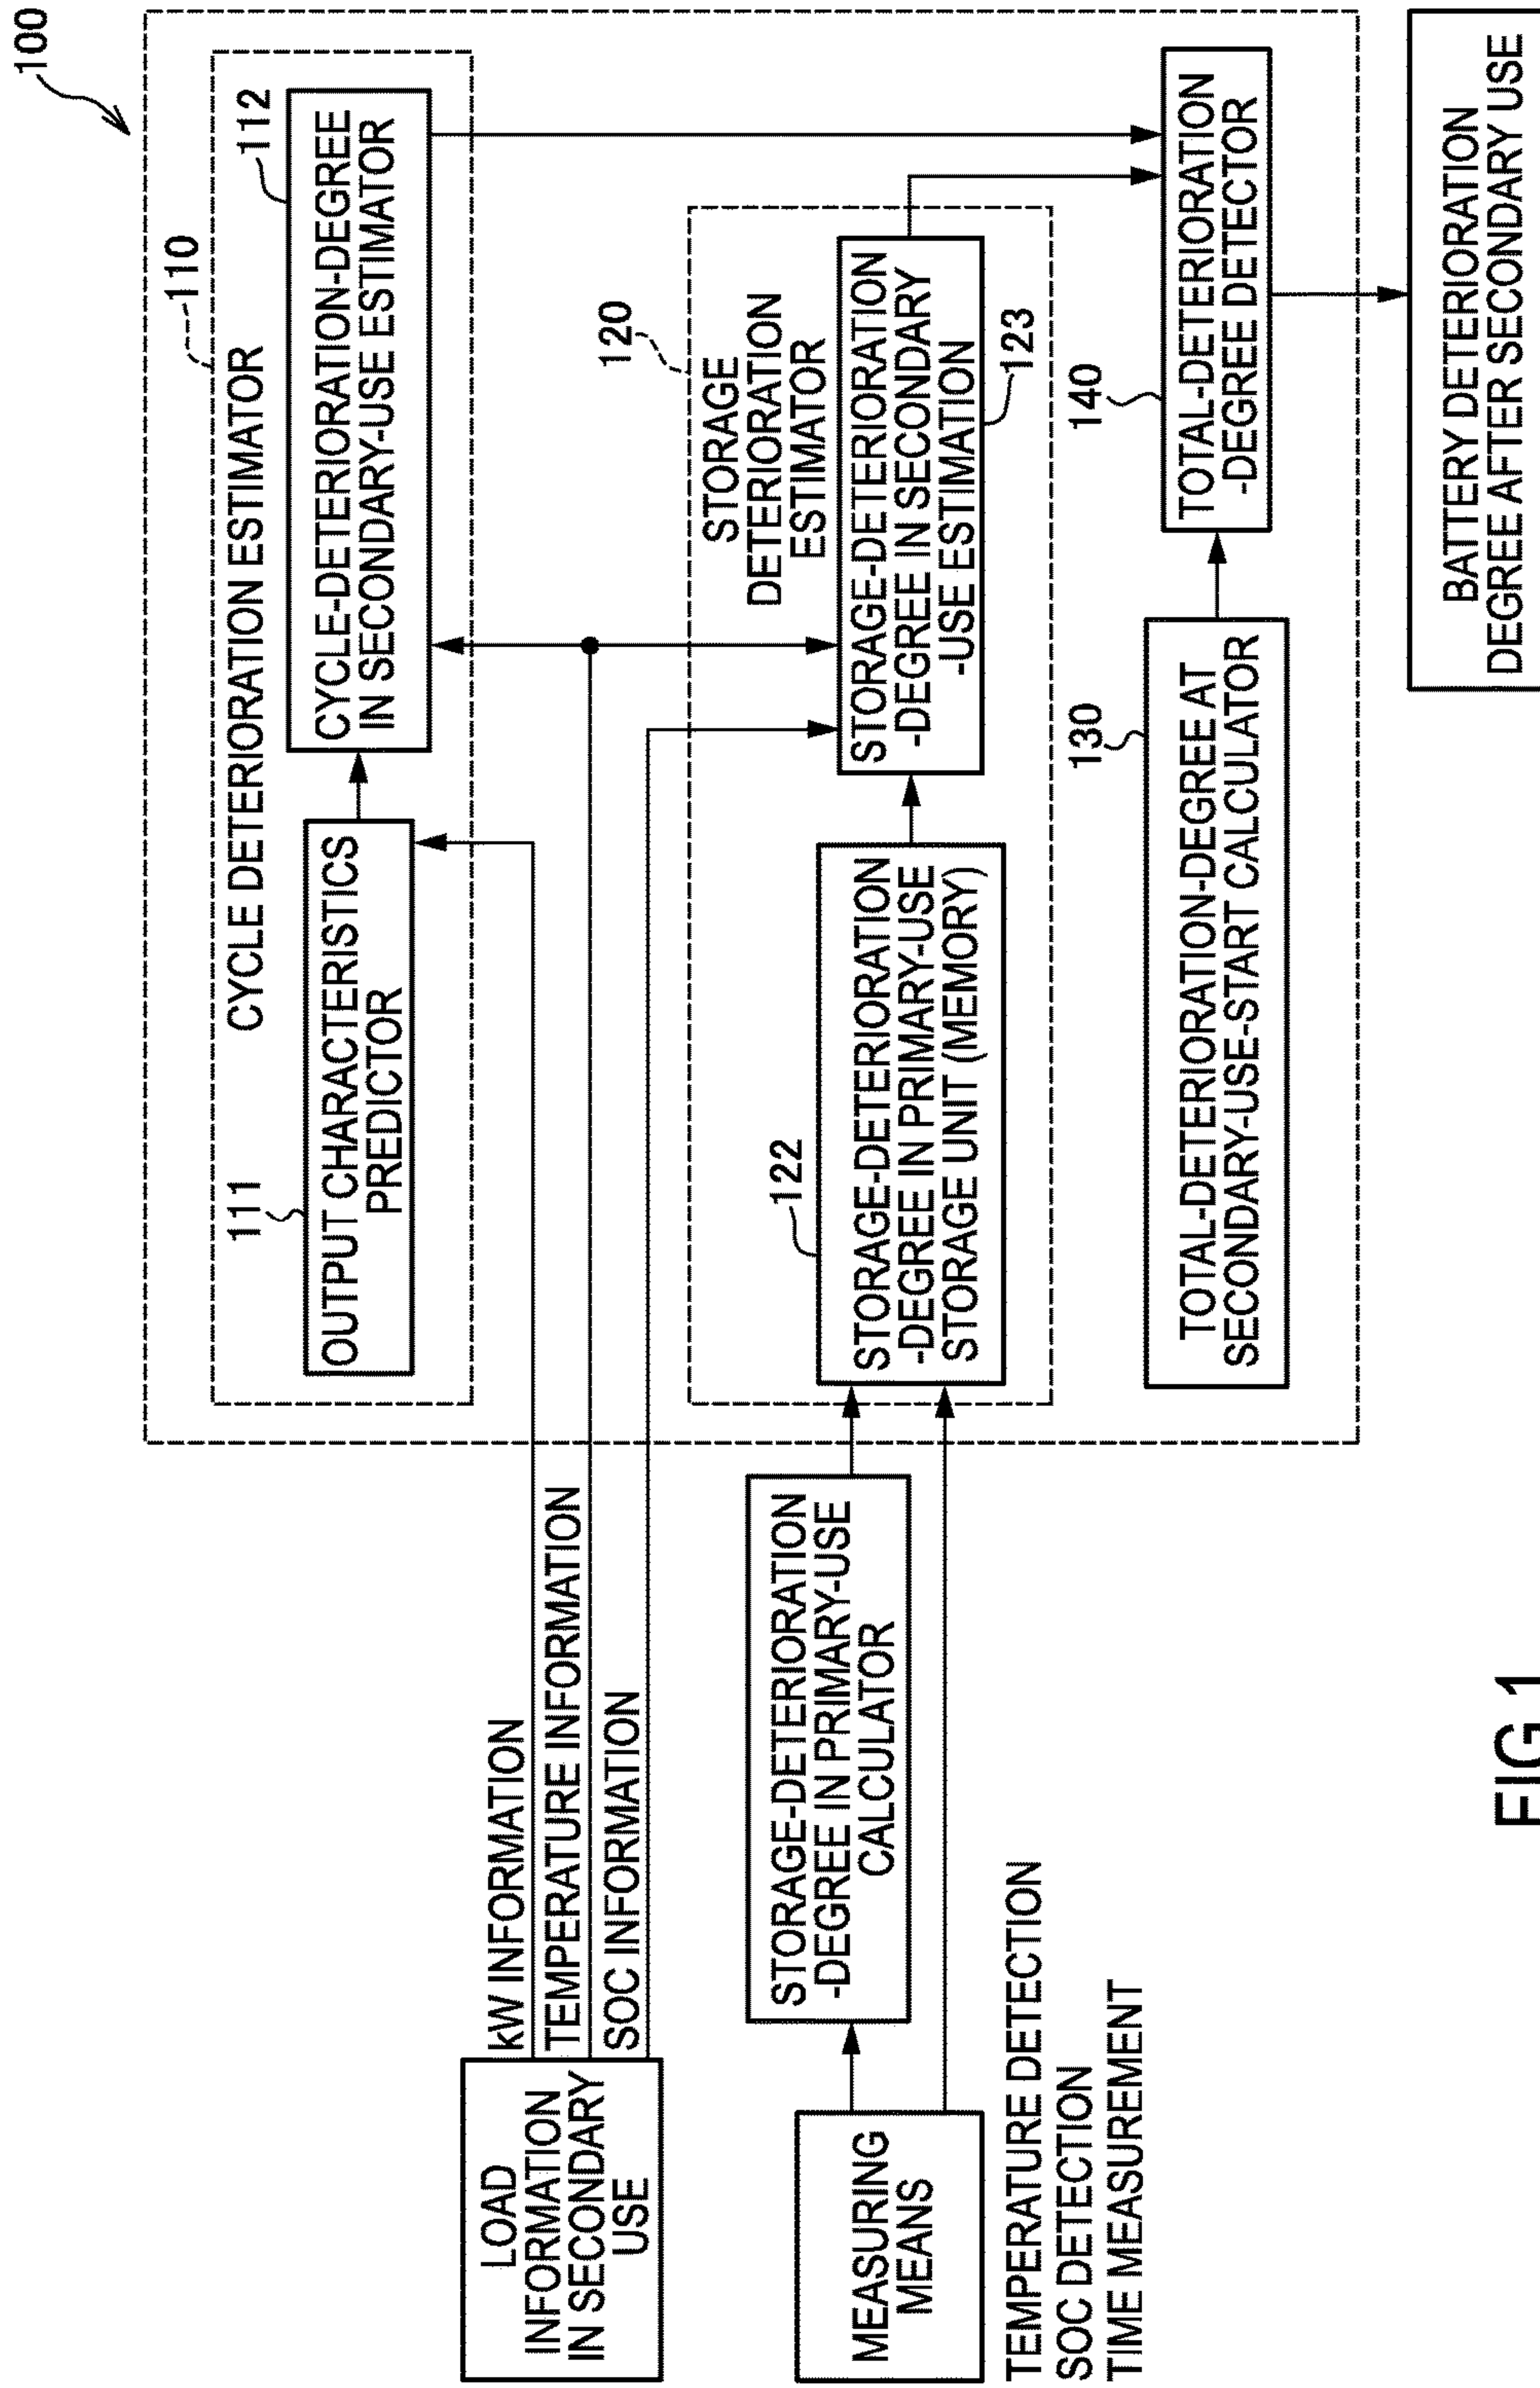 100
110
CYCLE DETERIORATION ESTIMATOR
111
OUTPUT CHARACTERISTICS
PREDICTOR
112
CYCLE-DETERIORATION-DEGREE
IN SECONDARY-USE ESTIMATOR
LOAD
INFORMATION
IN SECONDARY
USE
kW INFORMATION
TEMPERATURE INFORMATION
SOC INFORMATION
120
STORAGE
DETERIORATION
ESTIMATOR
MEASURING
MEANS
TEMPERATURE DETECTION
SOC DETECTION
TIME MEASUREMENT
STORAGE-DETERIORATION
-DEGREE IN PRIMARY-USE
CALCULATOR
122
STORAGE-DETERIORATION
-DEGREE IN PRIMARY-USE
STORAGE UNIT (MEMORY)
STORAGE-DETERIORATION
-DEGREE IN SECONDARY
-USE ESTIMATION
123
130
TOTAL-DETERIORATION-DEGREE AT
SECONDARY-USE-START CALCULATOR
140
TOTAL-DETERIORATION
-DEGREE DETECTOR
BATTERY DETERIORATION
DEGREE AFTER SECONDARY USE
FIG.1